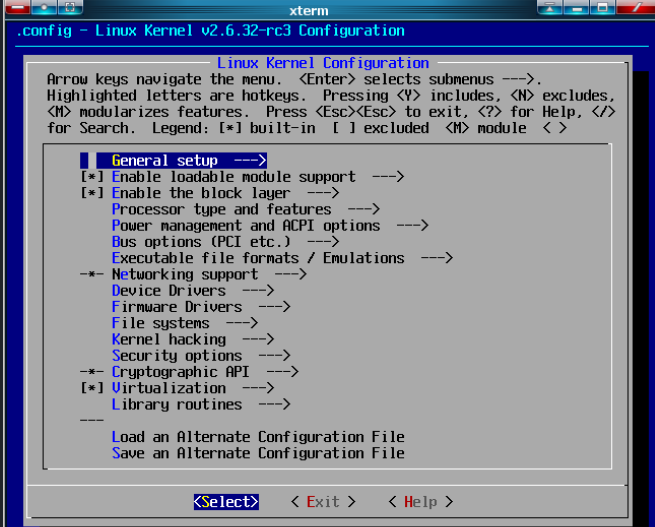 xterm
.config - Linux Kernel v2.6.32-rc3 Configuration
Linux Kernel Configuration
Arrow keys navigate the menu. <Enter> selects submenus --->.
Highlighted letters are hotkeys. Pressing <Y> includes, <N> excludes,
<M> modularizes features. Press <Esc><Esc> to exit, <?> for Help, </>
for Search. Legend: [*] built-in [ ] excluded <M> module < >
General setup --->
[*] Enable loadable module support --->
[*] Enable the block layer --->
Processor type and features --->
Power management and ACPI options --->
Bus options (PCI etc.) --->
Executable file formats / Emulations --->
-*- Networking support --->
Device Drivers --->
Firmware Drivers --->
File systems --->
Kernel hacking --->
Security options --->
-*- Cryptographic API --->
[*] Virtualization --->
Library routines --->
---
Load an Alternate Configuration File
Save an Alternate Configuration File
<Select> < Exit > < Help >